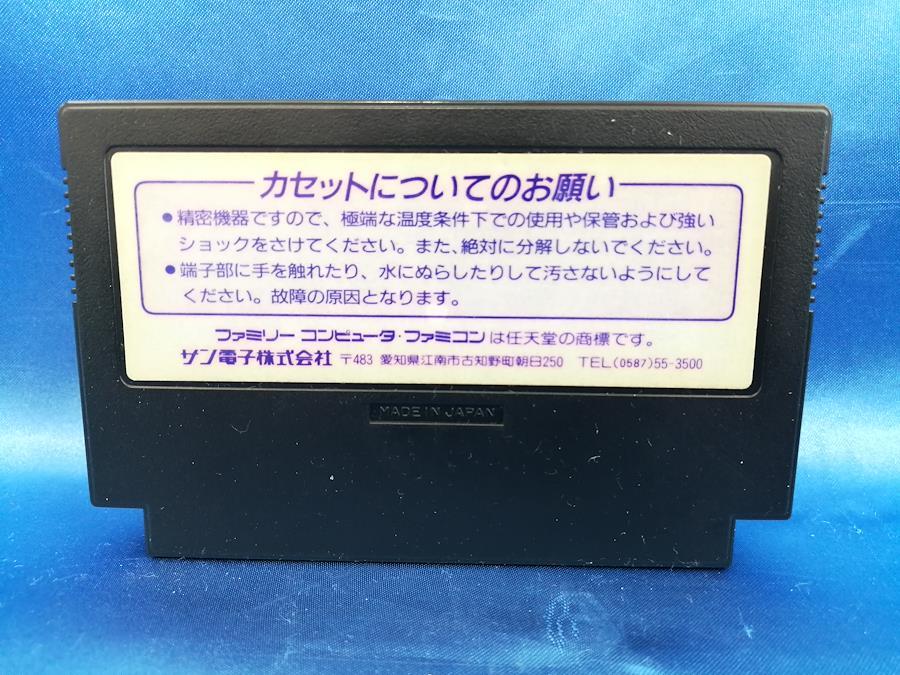 カセットについてのお願い
●精密機器ですので、極端な温度条件下での使用や保管および強い
ショックをさけてください。また、絶対に分解しないでください。
●端子部に手を触れたり、水にぬらしたりして汚さないようにして
ください。故障の原因となります。
ファミリー コンピュータ・ファミコンは任天堂の商標です。
サン電子株式会社 〒483 愛知県江南市古知野町朝日250 TEL.(0587)55-3500
MADE IN JAPAN